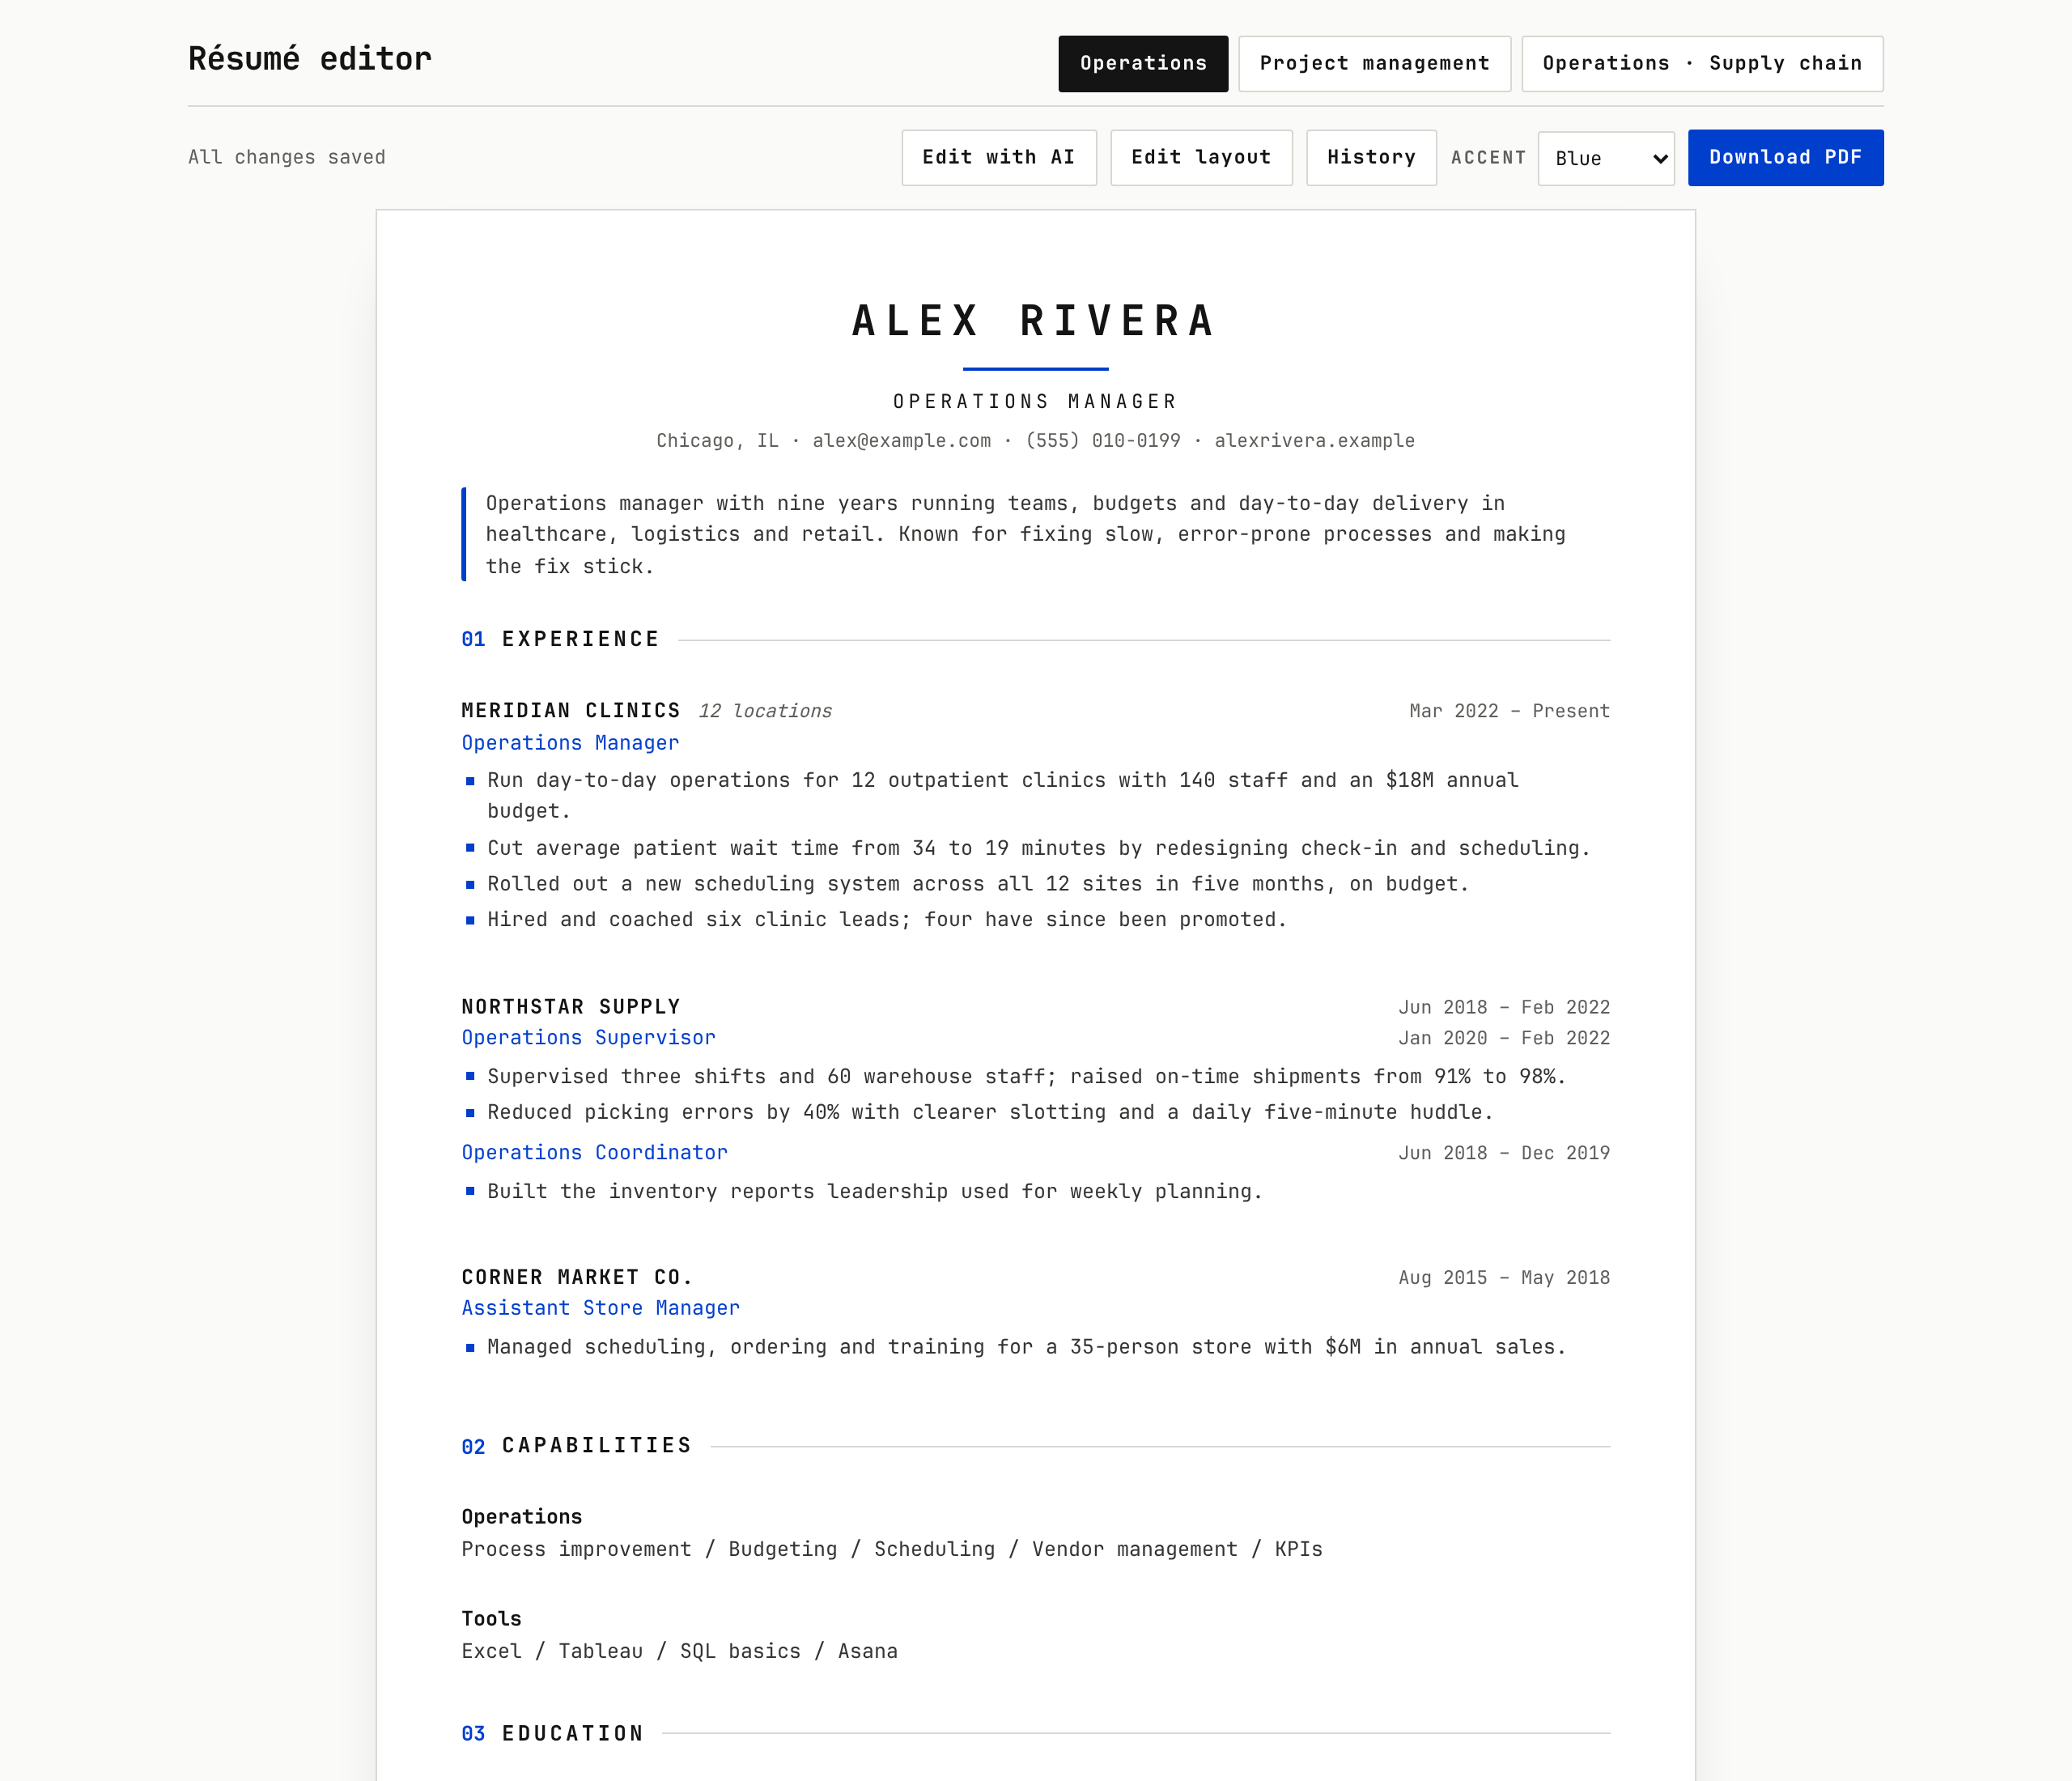 Résumé editor
Operations
Project management
Operations · Supply chain
All changes saved
Edit with AI
Edit layout
History
ACCENT
Blue
Download PDF
ALEX RIVERA
OPERATIONS MANAGER
Chicago, IL · alex@example.com · (555) 010-0199 · alexrivera.example
Operations manager with nine years running teams, budgets and day-to-day delivery in
healthcare, logistics and retail. Known for fixing slow, error-prone processes and making
the fix stick.
01 EXPERIENCE
MERIDIAN CLINICS 12 locations Mar 2022 – Present
Operations Manager
Run day-to-day operations for 12 outpatient clinics with 140 staff and an $18M annual
budget.
Cut average patient wait time from 34 to 19 minutes by redesigning check-in and scheduling.
Rolled out a new scheduling system across all 12 sites in five months, on budget.
Hired and coached six clinic leads; four have since been promoted.
NORTHSTAR SUPPLY Jun 2018 – Feb 2022
Operations Supervisor Jan 2020 – Feb 2022
Supervised three shifts and 60 warehouse staff; raised on-time shipments from 91% to 98%.
Reduced picking errors by 40% with clearer slotting and a daily five-minute huddle.
Operations Coordinator Jun 2018 – Dec 2019
Built the inventory reports leadership used for weekly planning.
CORNER MARKET CO. Aug 2015 – May 2018
Assistant Store Manager
Managed scheduling, ordering and training for a 35-person store with $6M in annual sales.
02 CAPABILITIES
Operations
Process improvement / Budgeting / Scheduling / Vendor management / KPIs
Tools
Excel / Tableau / SQL basics / Asana
03 EDUCATION